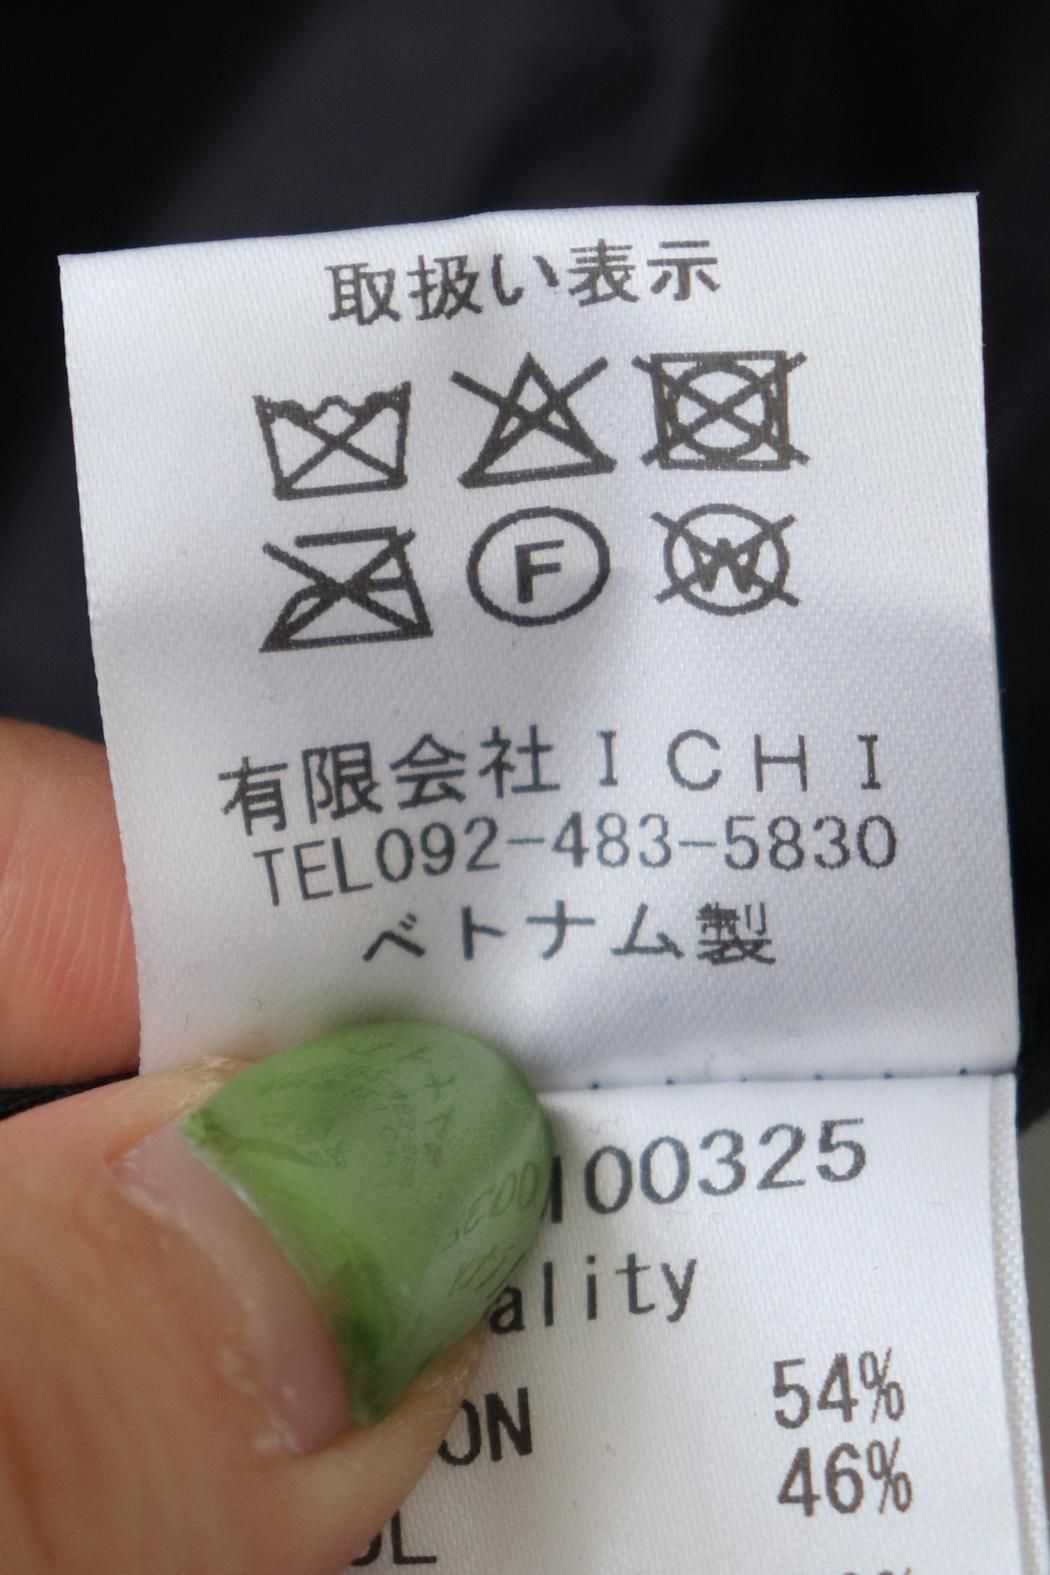 取扱い表示
F W
有限会社ICHI
TEL092-483-5830
ベトナム製
100325
ality
ON 54%
46%